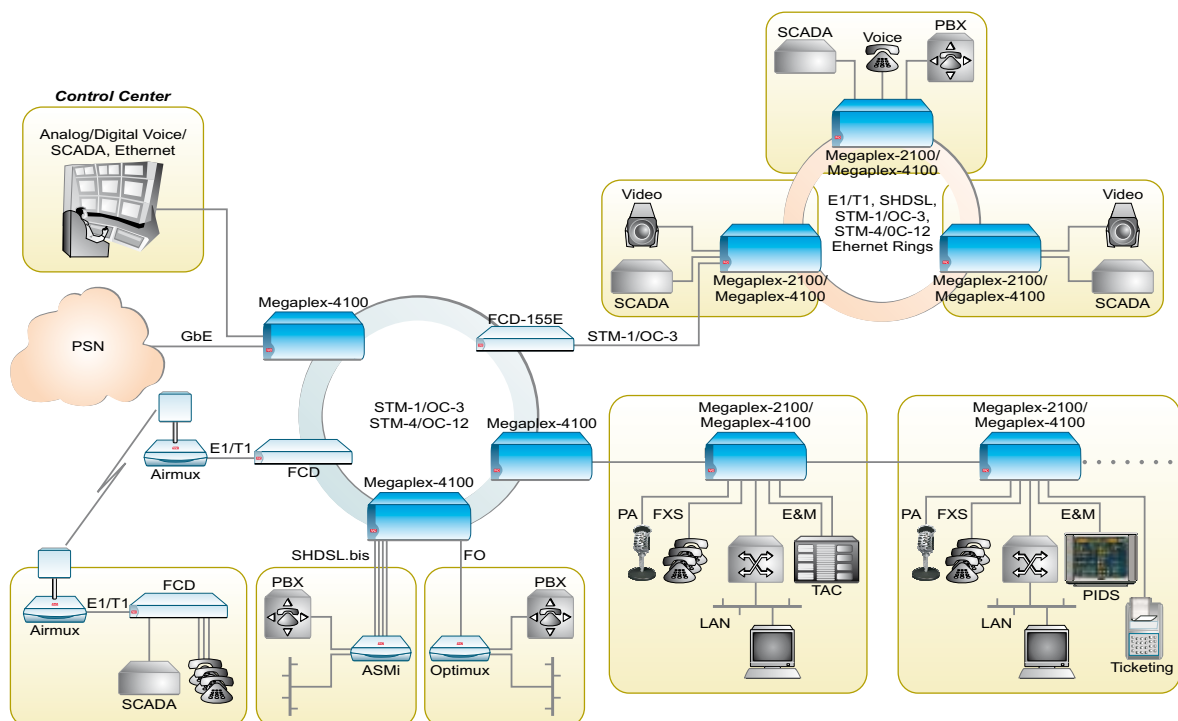 SCADA
Voice
PBX
Control Center
Analog/Digital Voice/
SCADA, Ethernet
Megaplex-2100/
Megaplex-4100
Video
E1/T1, SHDSL,
STM-1/OC-3,
STM-4/0C-12
Ehernet Rings
Video
SCADA
Megaplex-2100/
Megaplex-4100
Megaplex-2100/
Megaplex-4100
SCADA
Megaplex-4100
FCD-155E
PSN
GbE
STM-1/OC-3
STM-1/OC-3
STM-4/OC-12
Megaplex-4100
Megaplex-2100/
Megaplex-4100
Megaplex-2100/
Megaplex-4100
E1/T1
Airmux
FCD
Megaplex-4100
PA
FXS
E&M
PA
FXS
E&M
SHDSL.bis
FO
TAC
PIDS
LAN
LAN
Ticketing
Airmux
E1/T1
FCD
SCADA
PBX
ASMi
PBX
Optimux